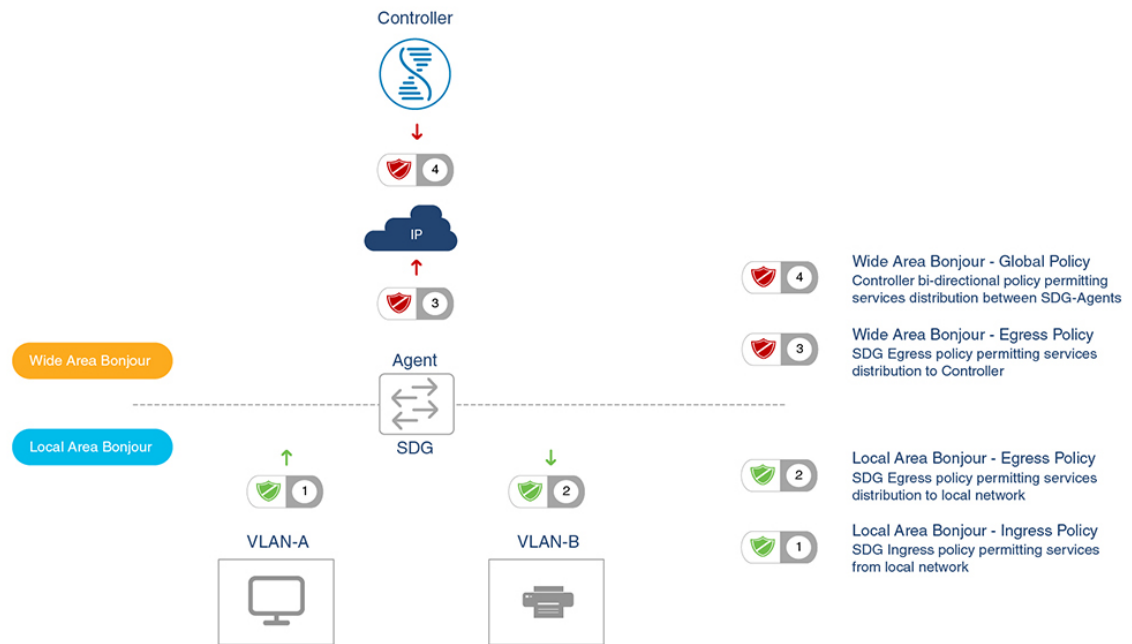 Controller
4
IP
3
Wide Area Bonjour
Agent
Local Area Bonjour
SDG
1
2
VLAN-A
VLAN-B
4
Wide Area Bonjour - Global Policy
Controller bi-directional policy permitting
services distribution between SDG-Agents
3
Wide Area Bonjour - Egress Policy
SDG Egress policy permitting services
distribution to Controller
2
Local Area Bonjour - Egress Policy
SDG Egress policy permitting services
distribution to local network
1
Local Area Bonjour - Ingress Policy
SDG Ingress policy permitting services
from local network